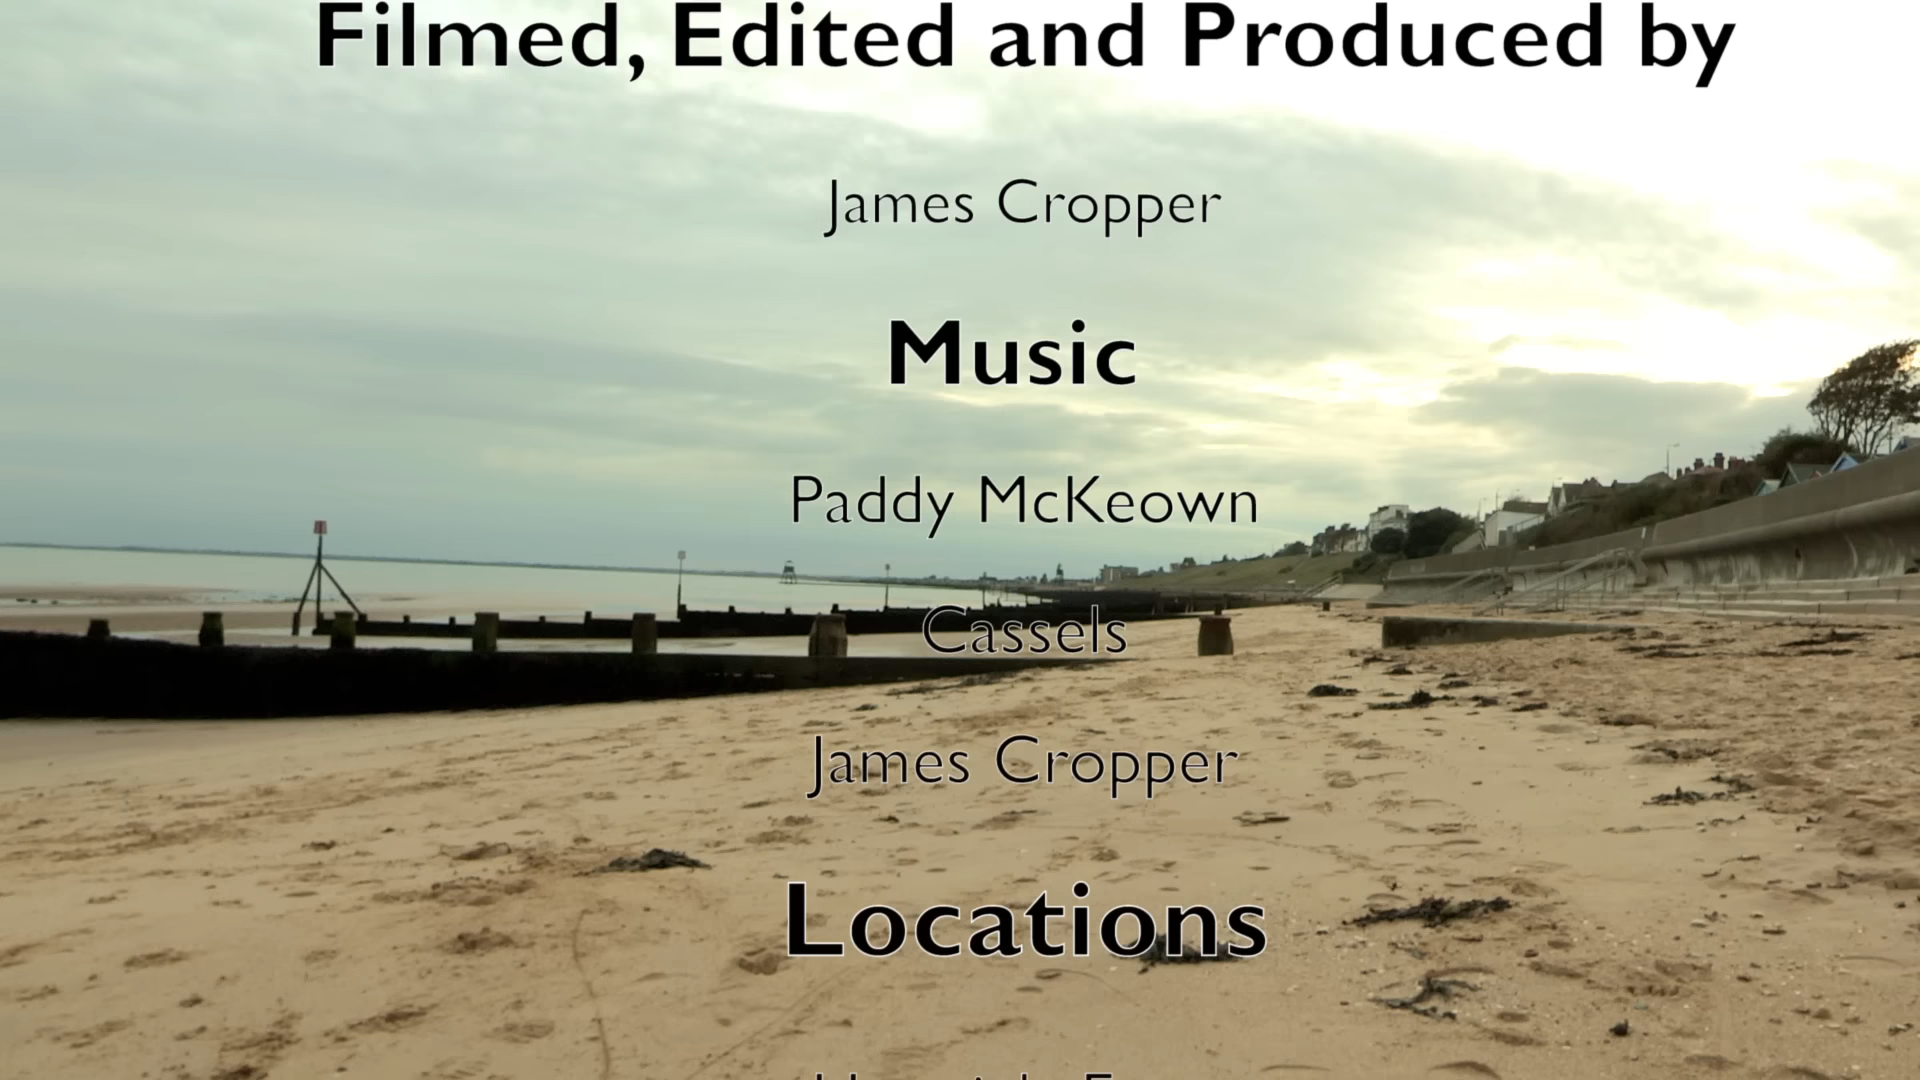 Filmed, Edited and Produced by
James Cropper
Music
Paddy McKeown
Cassels
James Cropper
Locations